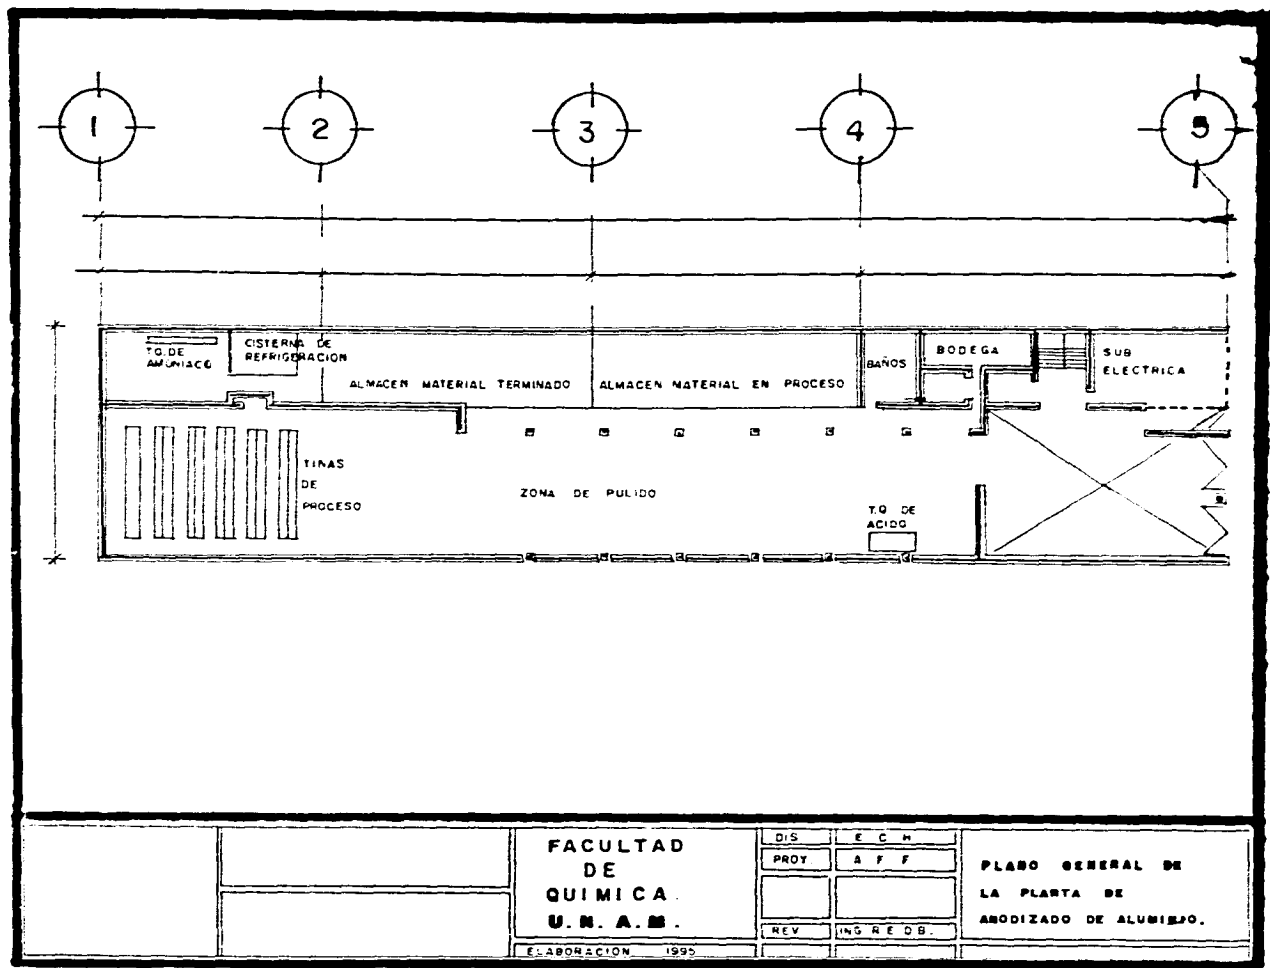 1 2 3 4 5
TQ. DE
AMONIACO
CISTERNA DE
REFRIGERACION
ALMACEN MATERIAL TERMINADO
ALMACEN MATERIAL EN PROCESO
BAÑOS
BODEGA
SUB
ELECTRICA
TINAS
DE
PROCESO
ZONA DE PULIDO
T.Q. DE
ACIDO
FACULTAD
DE
QUIMICA.
U.N.A.M.
ELABORACION 1995
DIS E C H
PROY. A F F
REV ING R E D B.
PLANO GENERAL DE
LA PLANTA DE
ANODIZADO DE ALUMINIO.